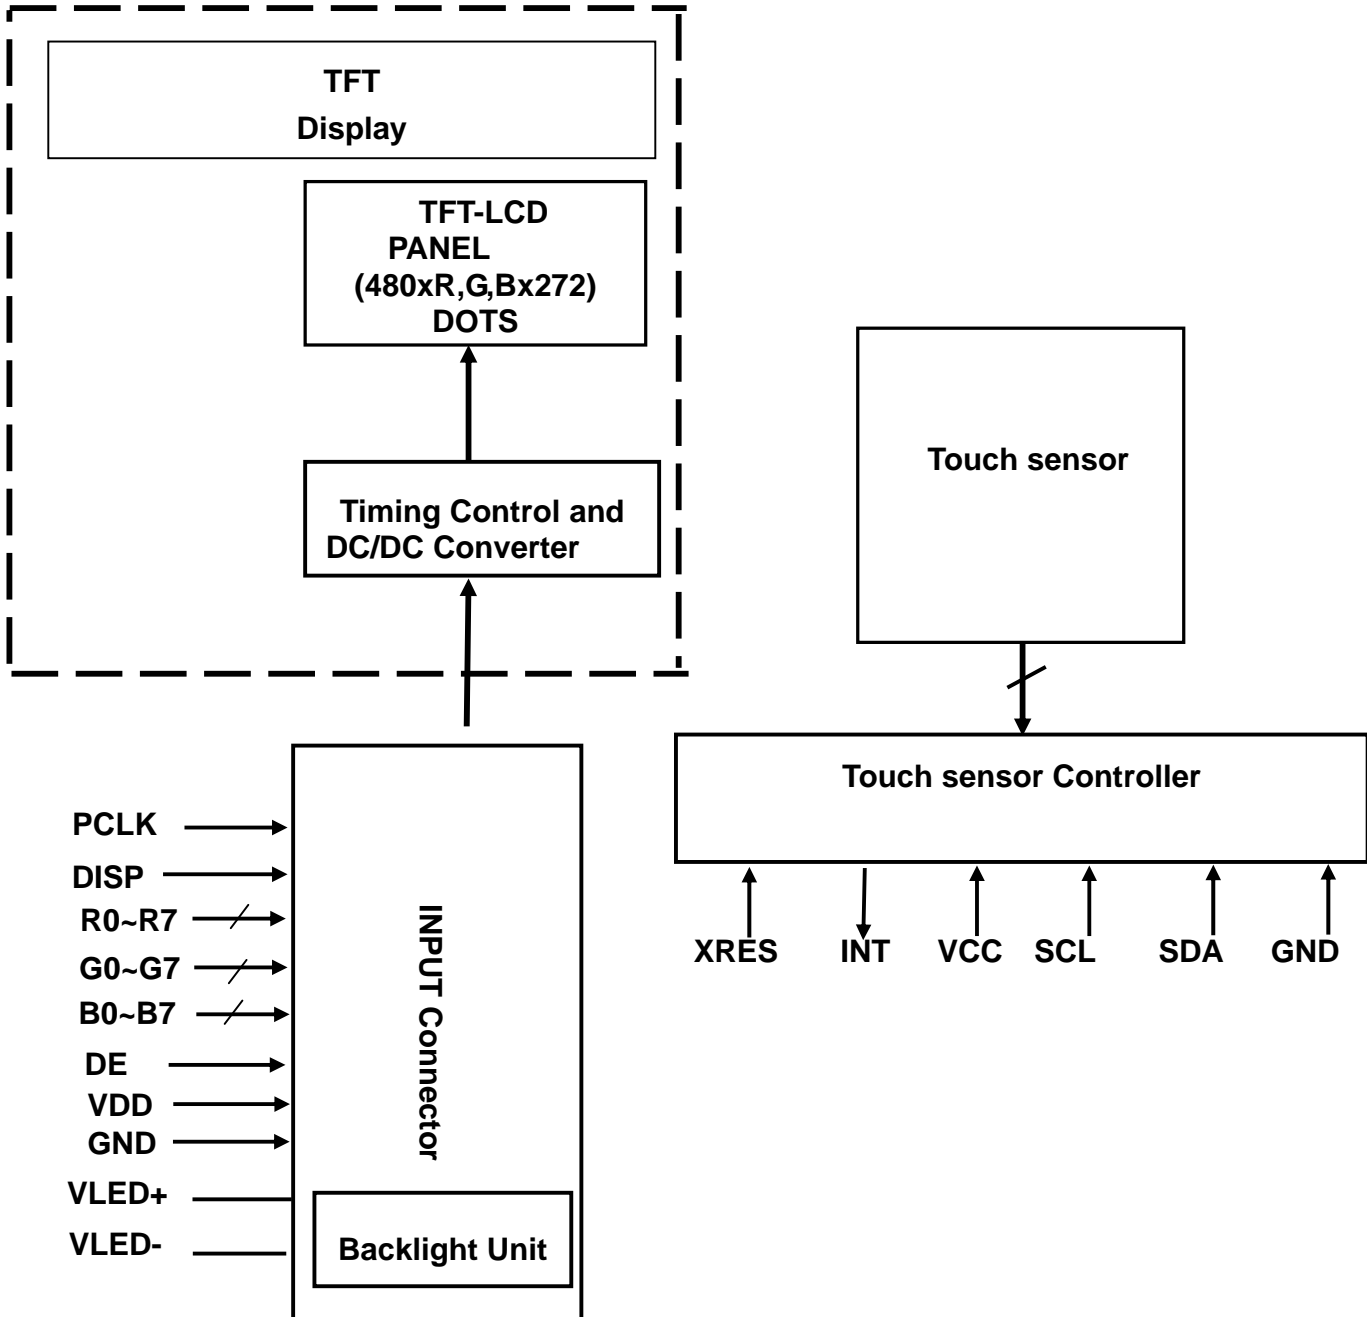 TFT
Display
TFT-LCD
PANEL
(480xR,G,Bx272)
DOTS
Timing Control and
DC/DC Converter
Touch sensor
Touch sensor Controller
XRES INT VCC SCL SDA GND
PCLK
DISP
R0~R7
G0~G7
B0~B7
DE
VDD
GND
VLED+
VLED-
INPUT Connector
Backlight Unit